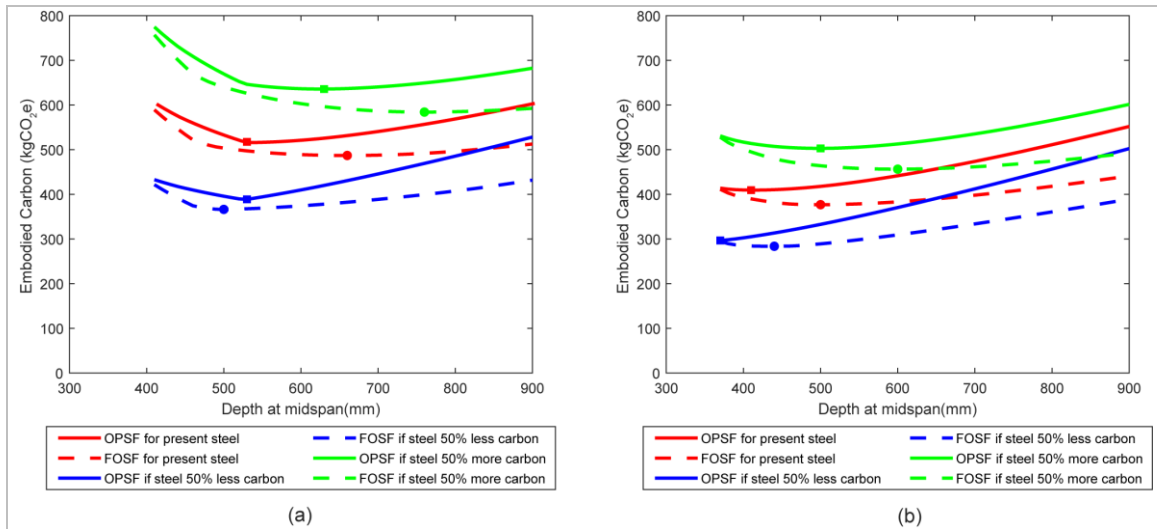 800
700
600
500
400
300
200
100
0
Embodied Carbon (kgCO₂e)
300 400 500 600 700 800 900
Depth at midspan(mm)
OPSF for present steel
FOSF for present steel
OPSF if steel 50% less carbon
FOSF if steel 50% less carbon
OPSF if steel 50% more carbon
FOSF if steel 50% more carbon
(a)
800
700
600
500
400
300
200
100
0
Embodied Carbon (kgCO₂e)
300 400 500 600 700 800 900
Depth at midspan(mm)
OPSF for present steel
FOSF for present steel
OPSF if steel 50% less carbon
FOSF if steel 50% less carbon
OPSF if steel 50% more carbon
FOSF if steel 50% more carbon
(b)